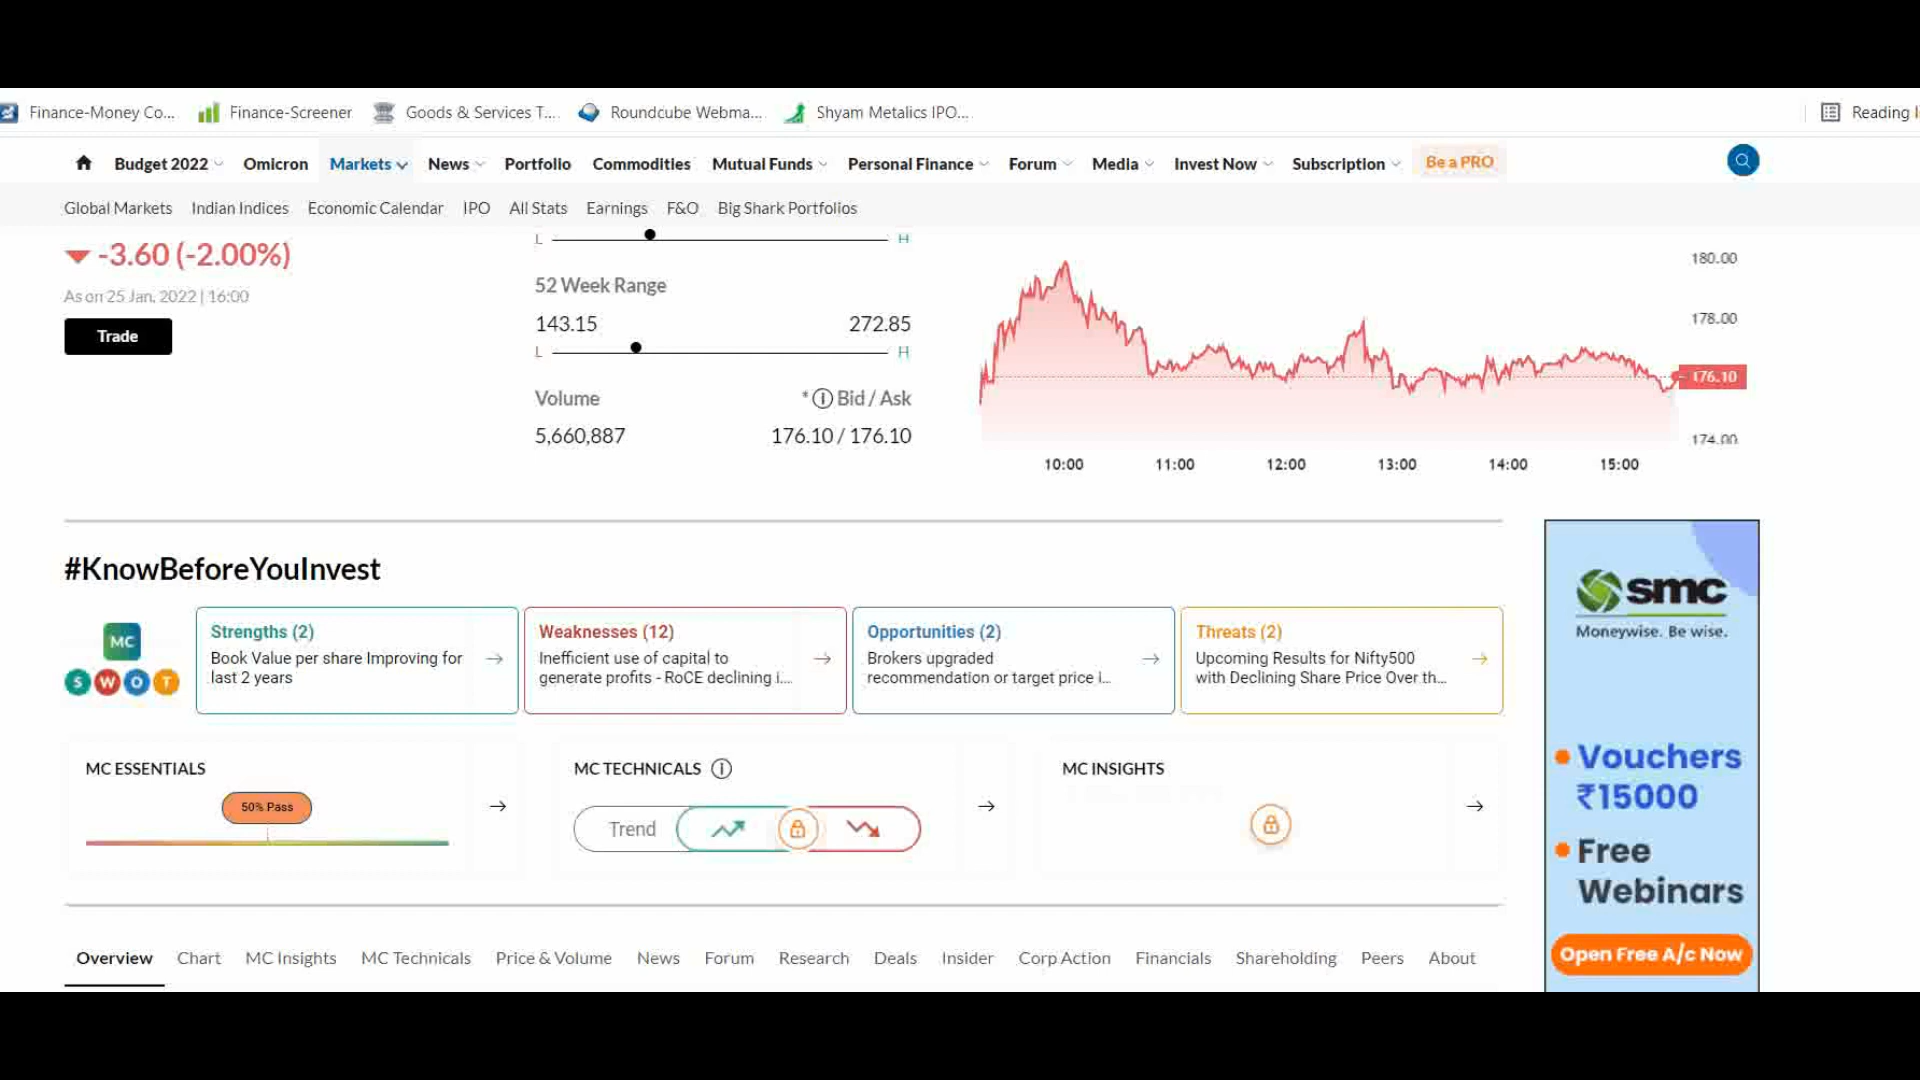 Finance-Money Co...
Finance-Screener
Goods & Services T...
Roundcube Webma...
Shyam Metalics IPO...
Reading
Budget 2022
Omicron
Markets
News
Portfolio
Commodities
Mutual Funds
Personal Finance
Forum
Media
Invest Now
Subscription
Be a PRO
Global Markets
Indian Indices
Economic Calendar
IPO
All Stats
Earnings
F&O
Big Shark Portfolios
-3.60 (-2.00%)
As on 25 Jan, 2022 | 16:00
Trade
L H
52 Week Range
143.15 272.85
L H
Volume * Bid / Ask
5,660,887 176.10 / 176.10
180.00
178.00
176.10
174.00
10:00 11:00 12:00 13:00 14:00 15:00
#KnowBeforeYouInvest
MC
S W O T
Strengths (2)
Book Value per share Improving for
last 2 years
Weaknesses (12)
Inefficient use of capital to
generate profits - RoCE declining i...
Opportunities (2)
Brokers upgraded
recommendation or target price i...
Threats (2)
Upcoming Results for Nifty500
with Declining Share Price Over th...
MC ESSENTIALS
50% Pass
MC TECHNICALS
Trend
MC INSIGHTS
smc
Moneywise. Be wise.
Vouchers
₹15000
Free
Webinars
Open Free A/c Now
Overview
Chart
MC Insights
MC Technicals
Price & Volume
News
Forum
Research
Deals
Insider
Corp Action
Financials
Shareholding
Peers
About